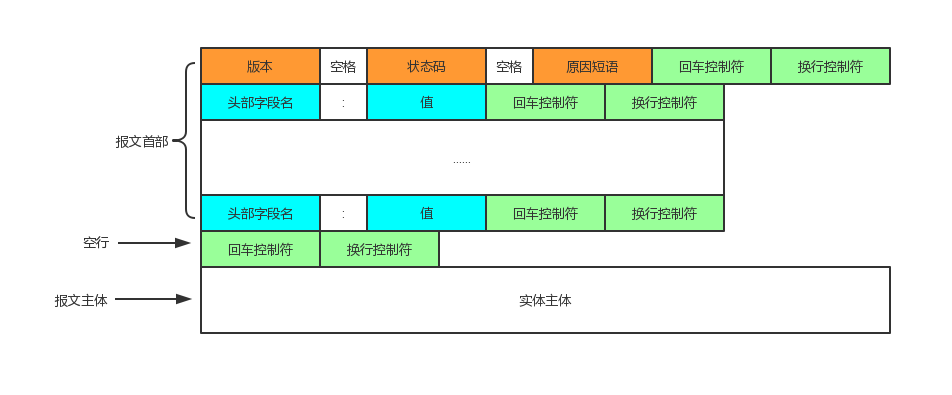 版本 空格 状态码 空格 原因短语 回车控制符 换行控制符
头部字段名 : 值 回车控制符 换行控制符
报文首部
......
头部字段名 : 值 回车控制符 换行控制符
空行
回车控制符 换行控制符
报文主体
实体主体